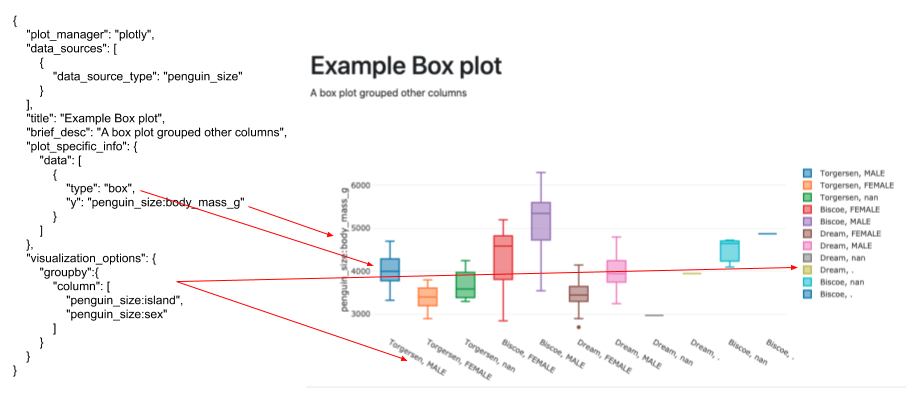 {
"plot_manager": "plotly",
"data_sources": [
{
"data_source_type": "penguin_size"
}
],
"title": "Example Box plot",
"brief_desc": "A box plot grouped other columns",
"plot_specific_info": {
"data": [
{
"type": "box",
"y": "penguin_size:body_mass_g"
}
]
},
"visualization_options": {
"groupby":{
"column": [
"penguin_size:island",
"penguin_size:sex"
]
}
}
}
Example Box plot
A box plot grouped other columns
penguin_size:body_mass_g
6000
5000
4000
3000
Torgersen, MALE
Torgersen, FEMALE
Torgersen, nan
Biscoe, FEMALE
Biscoe, MALE
Dream, FEMALE
Dream, MALE
Dream, nan
Dream, .
Biscoe, nan
Biscoe, .
Torgersen, MALE
Torgersen, FEMALE
Torgersen, nan
Biscoe, FEMALE
Biscoe, MALE
Dream, FEMALE
Dream, MALE
Dream, nan
Dream, .
Biscoe, nan
Biscoe, .